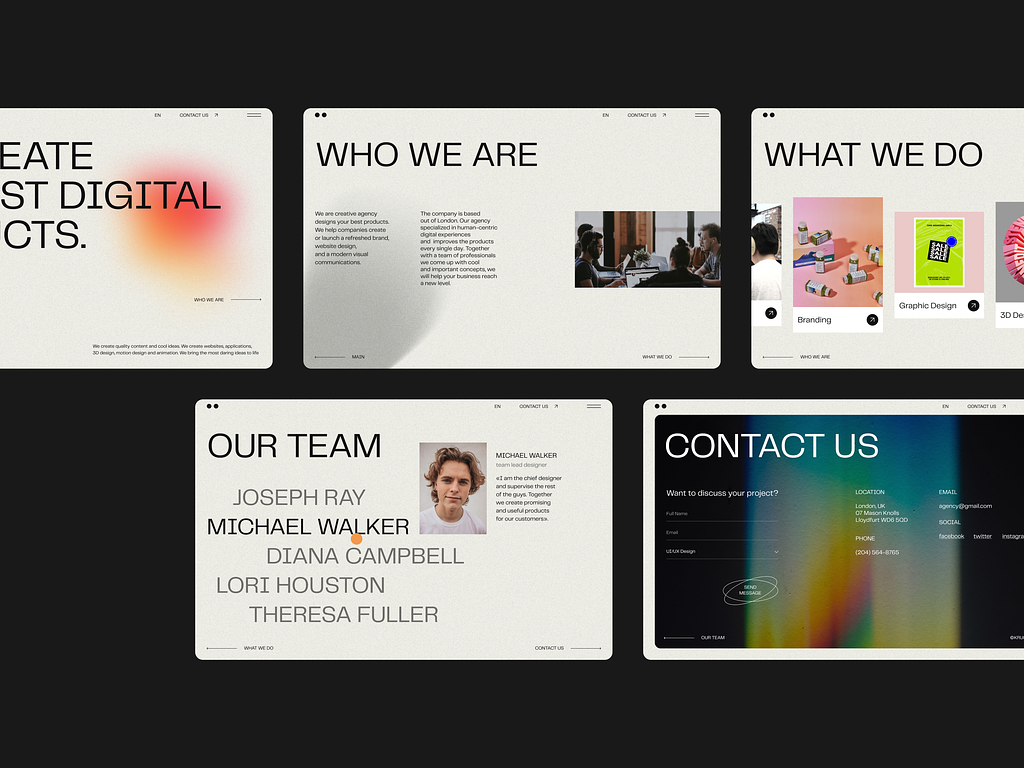 EN CONTACT US
EATE
ST DIGITAL
UCTS.
WHO WE ARE
We create quality content and cool ideas. We create websites, applications,
3D design, motion design and animation. We bring the most daring ideas to life
EN CONTACT US
WHO WE ARE
We are creative agency
designs your best products.
We help companies create
or launch a refreshed brand,
website design,
and a modern visual
communications.
The company is based
out of London. Our agency
specialized in human-centric
digital experiences
and improves the products
every single day. Together
with a team of professionals
we come up with cool
and important concepts, we
will help your business reach
a new level.
MAIN
WHAT WE DO
WHAT WE DO
Branding
SALE
SALE
SALE
Graphic Design
3D De
WHO WE ARE
EN CONTACT US
OUR TEAM
JOSEPH RAY
MICHAEL WALKER
DIANA CAMPBELL
LORI HOUSTON
THERESA FULLER
MICHAEL WALKER
team lead designer
«I am the chief designer
and supervise the rest
of the guys. Together
we create promising
and useful products
for our customers».
WHAT WE DO
CONTACT US
EN CONTACT US
CONTACT US
Want to discuss your project?
Full Name
Email
UI/UX Design
SEND
MESSAGE
LOCATION
London, UK
07 Mason Knolls
Lloydfurt WD6 5QD
PHONE
(204) 564-8765
EMAIL
agency@gmail.com
SOCIAL
facebook twitter instagra
OUR TEAM
©KRU